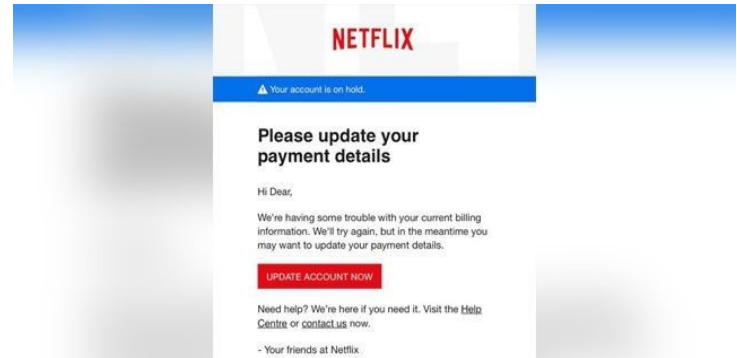 NETFLIX
Your account is on hold.
Please update your
payment details
Hi Dear,
We're having some trouble with your current billing
information. We'll try again, but in the meantime you
may want to update your payment details.
UPDATE ACCOUNT NOW
Need help? We're here if you need it. Visit the Help
Centre or contact us now.
- Your friends at Netflix